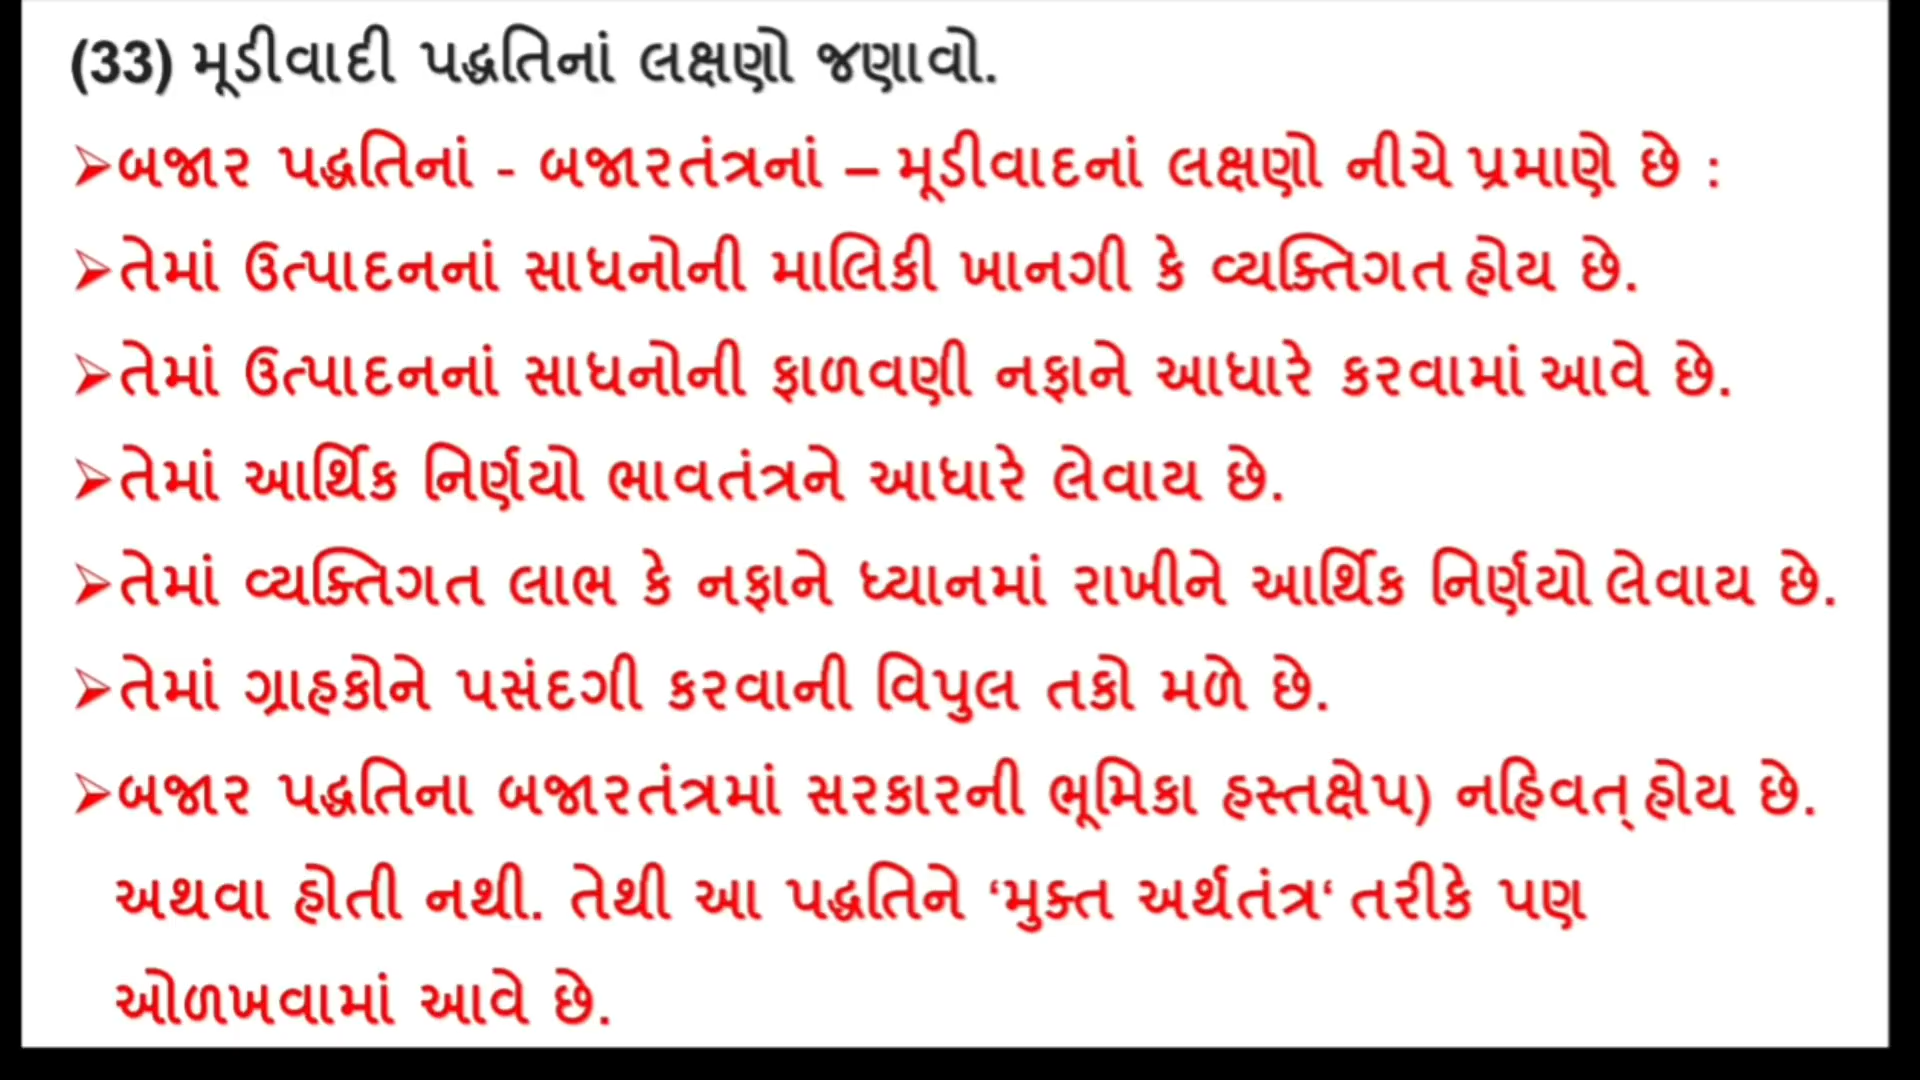 (33) મૂડીવાદી પદ્ધતિનાં લક્ષણો જણાવો.
➢બજાર પદ્ધતિનાં - બજારતંત્રનાં – મૂડીવાદનાં લક્ષણો નીચે પ્રમાણે છે :
➢તેમાં ઉત્પાદનનાં સાધનોની માલિકી ખાનગી કે વ્યક્તિગત હોય છે.
➢તેમાં ઉત્પાદનનાં સાધનોની ફાળવણી નફાને આધારે કરવામાં આવે છે.
➢તેમાં આર્થિક નિર્ણયો ભાવતંત્રને આધારે લેવાય છે.
➢તેમાં વ્યક્તિગત લાભ કે નફાને ધ્યાનમાં રાખીને આર્થિક નિર્ણયો લેવાય છે.
➢તેમાં ગ્રાહકોને પસંદગી કરવાની વિપુલ તકો મળે છે.
➢બજાર પદ્ધતિના બજારતંત્રમાં સરકારની ભૂમિકા હસ્તક્ષેપ) નહિવત્ હોય છે.
અથવા હોતી નથી. તેથી આ પદ્ધતિને ‘મુક્ત અર્થતંત્ર‘ તરીકે પણ
ઓળખવામાં આવે છે.